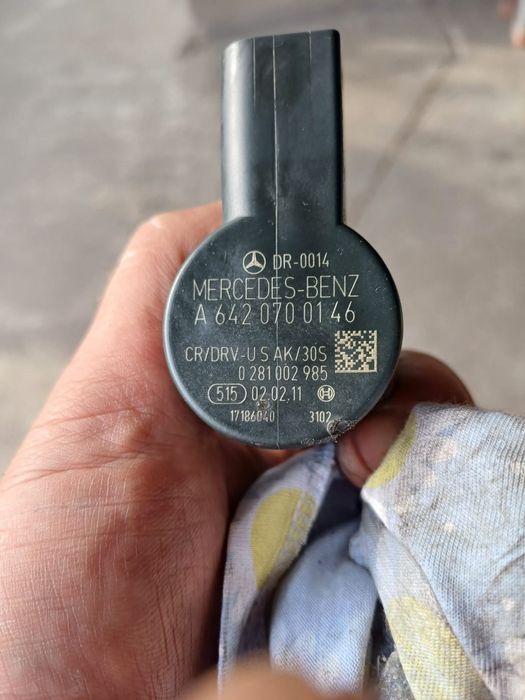 DR-0014
MERCEDES-BENZ
A 642 070 01 46
CR/DRV-U S AK/30S
0 281 002 985
515 02.02.11
17186040 3102